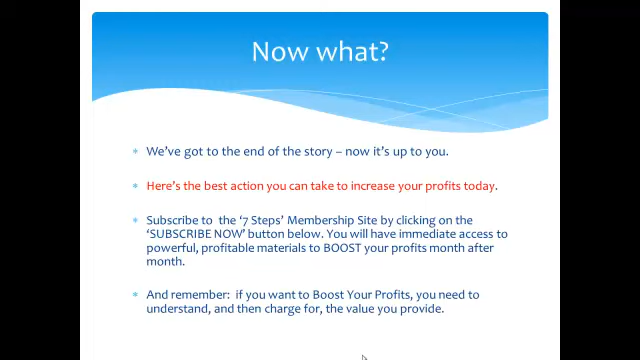 Now what?
We've got to the end of the story – now it's up to you.
Here's the best action you can take to increase your profits today.
Subscribe to the '7 Steps' Membership Site by clicking on the
'SUBSCRIBE NOW' button below. You will have immediate access to
powerful, profitable materials to BOOST your profits month after
month.
And remember: if you want to Boost Your Profits, you need to
understand, and then charge for, the value you provide.